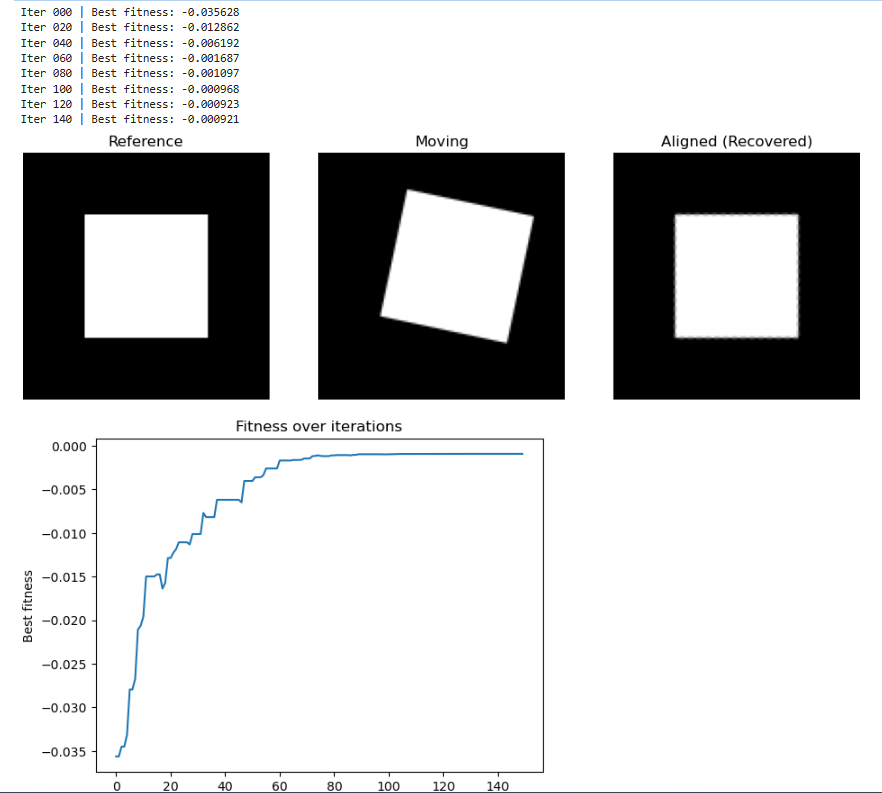 Iter 000 | Best fitness: -0.035628
Iter 020 | Best fitness: -0.012862
Iter 040 | Best fitness: -0.006192
Iter 060 | Best fitness: -0.001687
Iter 080 | Best fitness: -0.001097
Iter 100 | Best fitness: -0.000968
Iter 120 | Best fitness: -0.000923
Iter 140 | Best fitness: -0.000921
Reference
Moving
Aligned (Recovered)
Fitness over iterations
Best fitness
0.000
−0.005
−0.010
−0.015
−0.020
−0.025
−0.030
−0.035
0 20 40 60 80 100 120 140